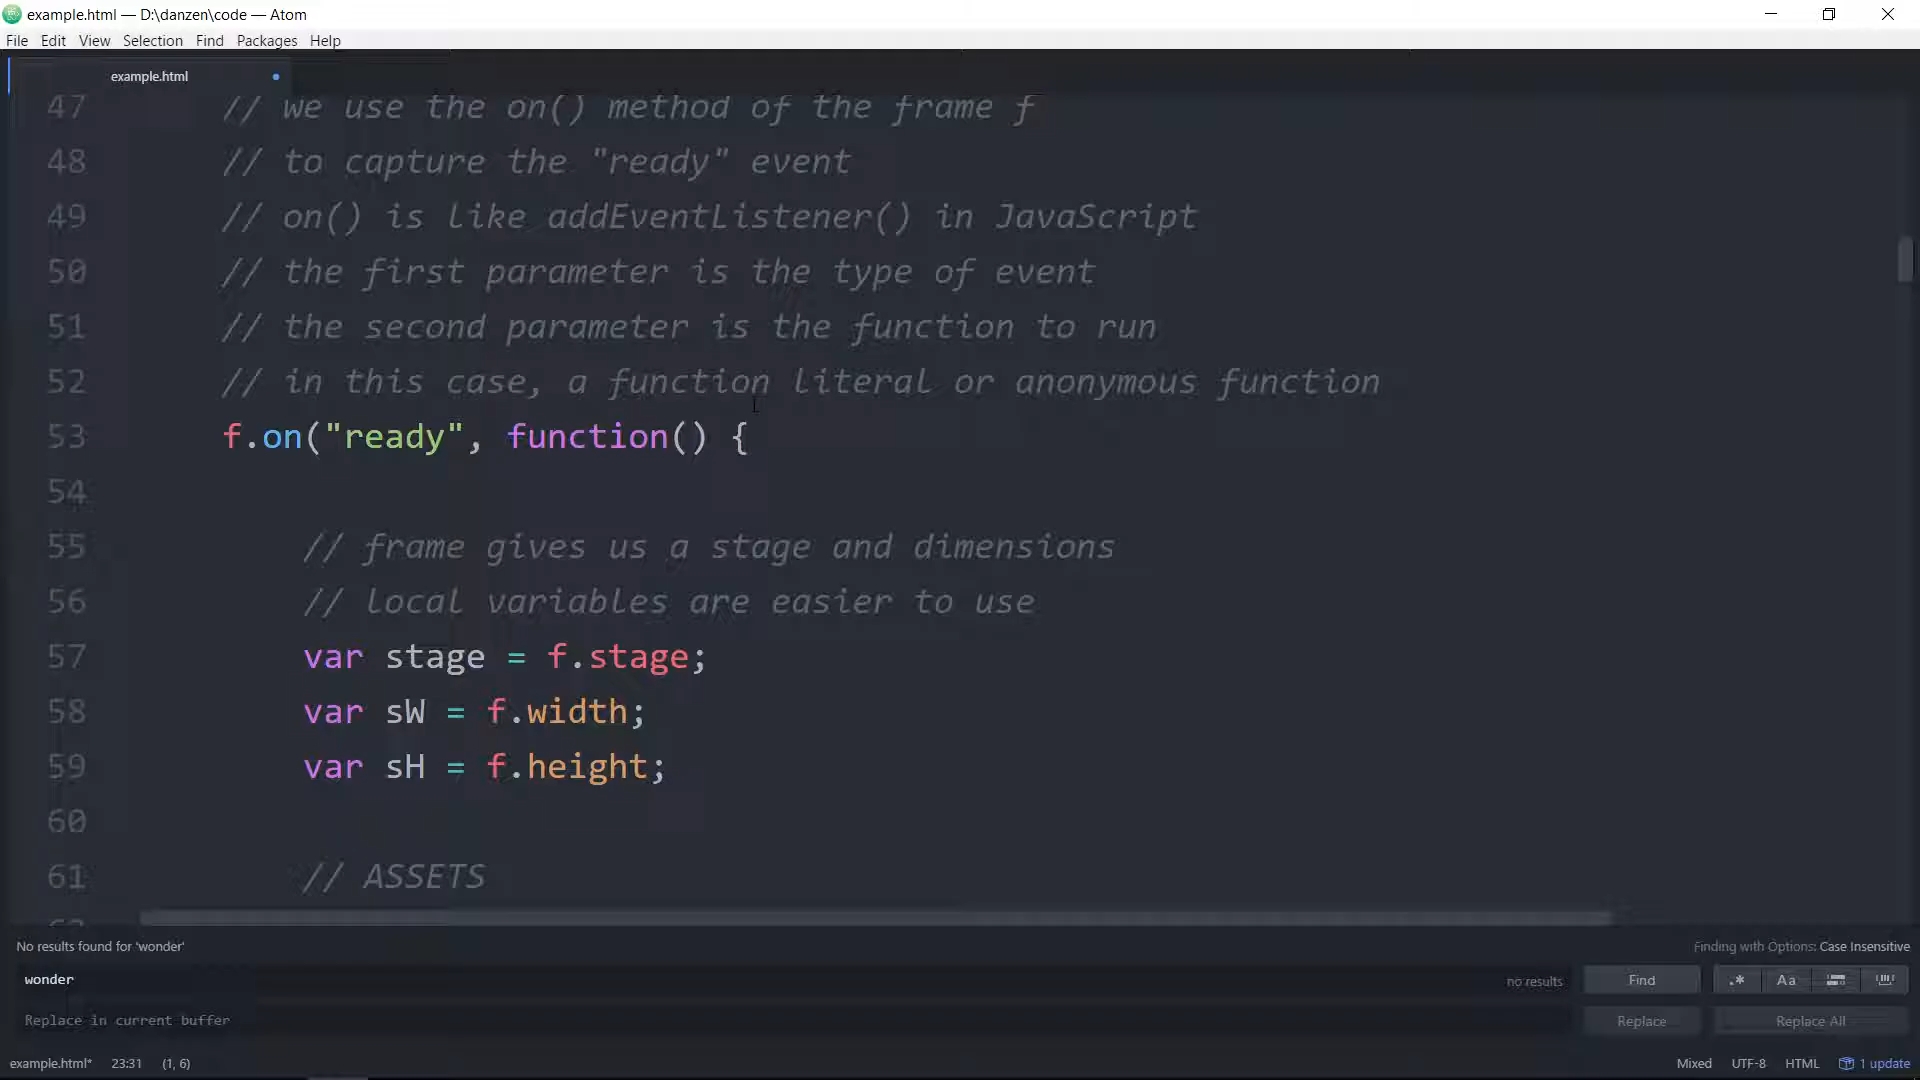 example.html — D:\danzen\code — Atom
File Edit View Selection Find Packages Help
example.html
47 // we use the on() method of the frame f
48 // to capture the "ready" event
49 // on() is like addEventListener() in JavaScript
50 // the first parameter is the type of event
51 // the second parameter is the function to run
52 // in this case, a function literal or anonymous function
53 f.on("ready", function() {
54
55 // frame gives us a stage and dimensions
56 // local variables are easier to use
57 var stage = f.stage;
58 var sW = f.width;
59 var sH = f.height;
60
61 // ASSETS
No results found for 'wonder' Finding with Options: Case Insensitive
wonder no results Find .* Aa
Replace in current buffer Replace Replace All
example.html* 23:31 (1, 6) Mixed UTF-8 HTML 1 update